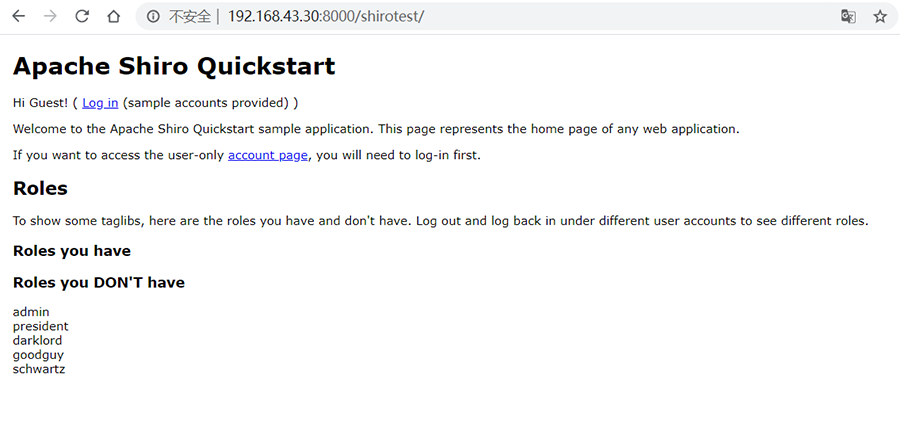 不安全 | 192.168.43.30:8000/shirotest/
Apache Shiro Quickstart
Hi Guest! ( Log in (sample accounts provided) )
Welcome to the Apache Shiro Quickstart sample application. This page represents the home page of any web application.
If you want to access the user-only account page, you will need to log-in first.
Roles
To show some taglibs, here are the roles you have and don't have. Log out and log back in under different user accounts to see different roles.
Roles you have
Roles you DON'T have
admin
president
darklord
goodguy
schwartz